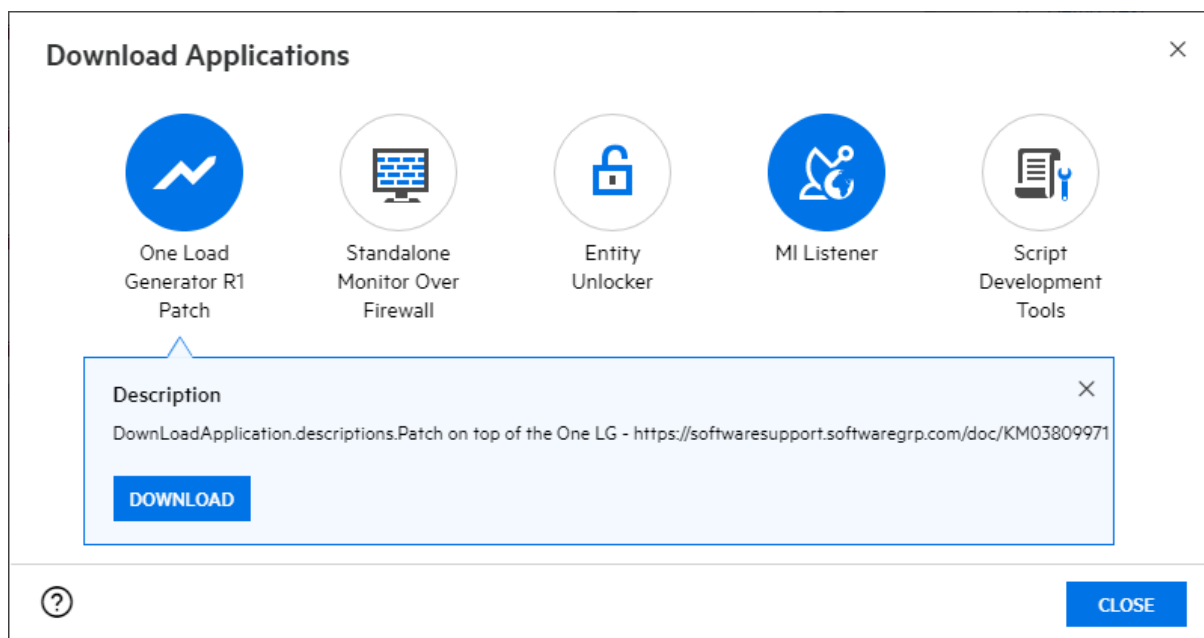 Download Applications
One Load
Generator R1
Patch
Standalone
Monitor Over
Firewall
Entity
Unlocker
MI Listener
Script
Development
Tools
Description
DownLoadApplication.descriptions.Patch on top of the One LG - https://softwaresupport.softwaregrp.com/doc/KM03809971
DOWNLOAD
CLOSE